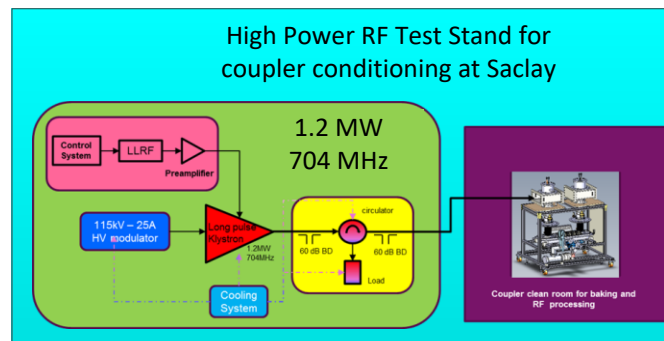 High Power RF Test Stand for
coupler conditioning at Saclay
1.2 MW
704 MHz
Control
System
LLRF
Preamplifier
115kV – 25A
HV modulator
Long pulse
Klystron
1.2MW
704MHz
circulator
60 dB BD
60 dB BD
Load
Cooling
System
Coupler clean room for baking and
RF processing